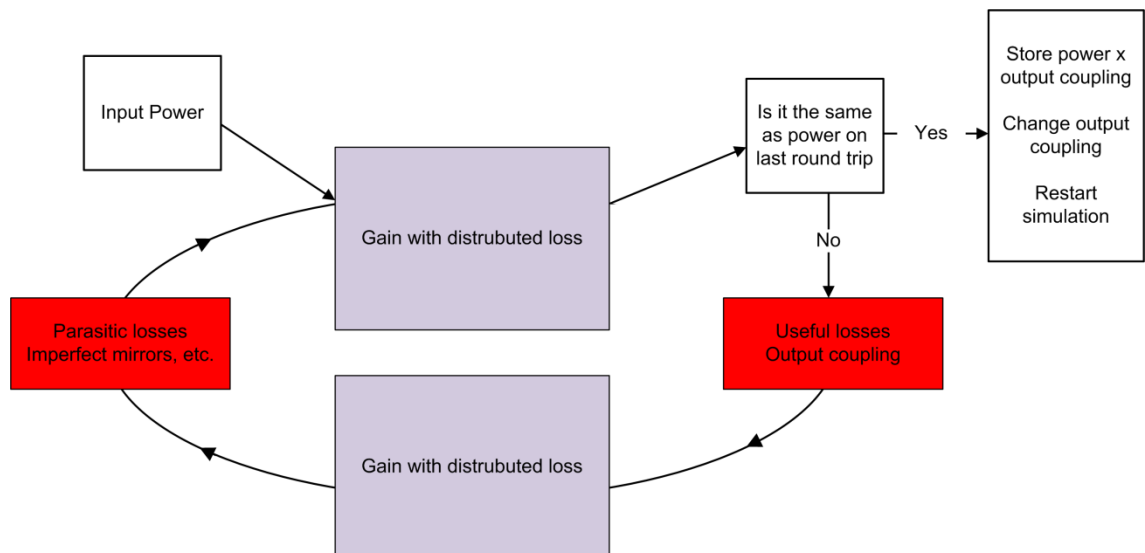 Input Power
Gain with distrubuted loss
Is it the same
as power on
last round trip
Yes
Store power x
output coupling
Change output
coupling
Restart
simulation
No
Parasitic losses
Imperfect mirrors, etc.
Useful losses
Output coupling
Gain with distrubuted loss